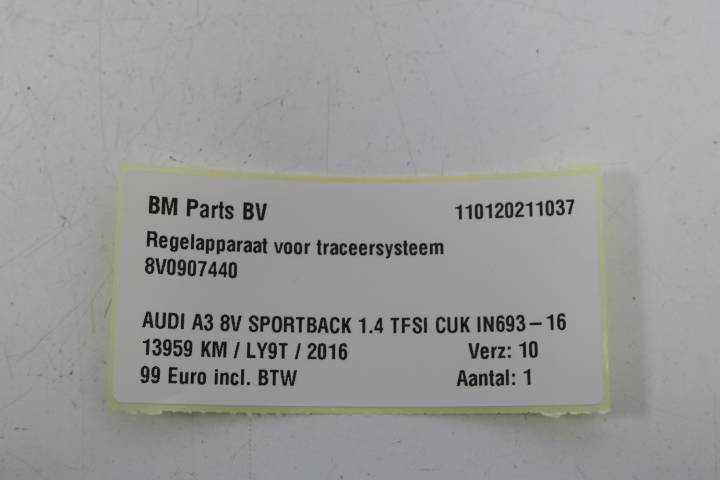 BM Parts BV 110120211037
Regelapparaat voor traceersysteem
8V0907440
AUDI A3 8V SPORTBACK 1.4 TFSI CUK IN693-16
13959 KM / LY9T / 2016 Verz: 10
99 Euro incl. BTW Aantal: 1